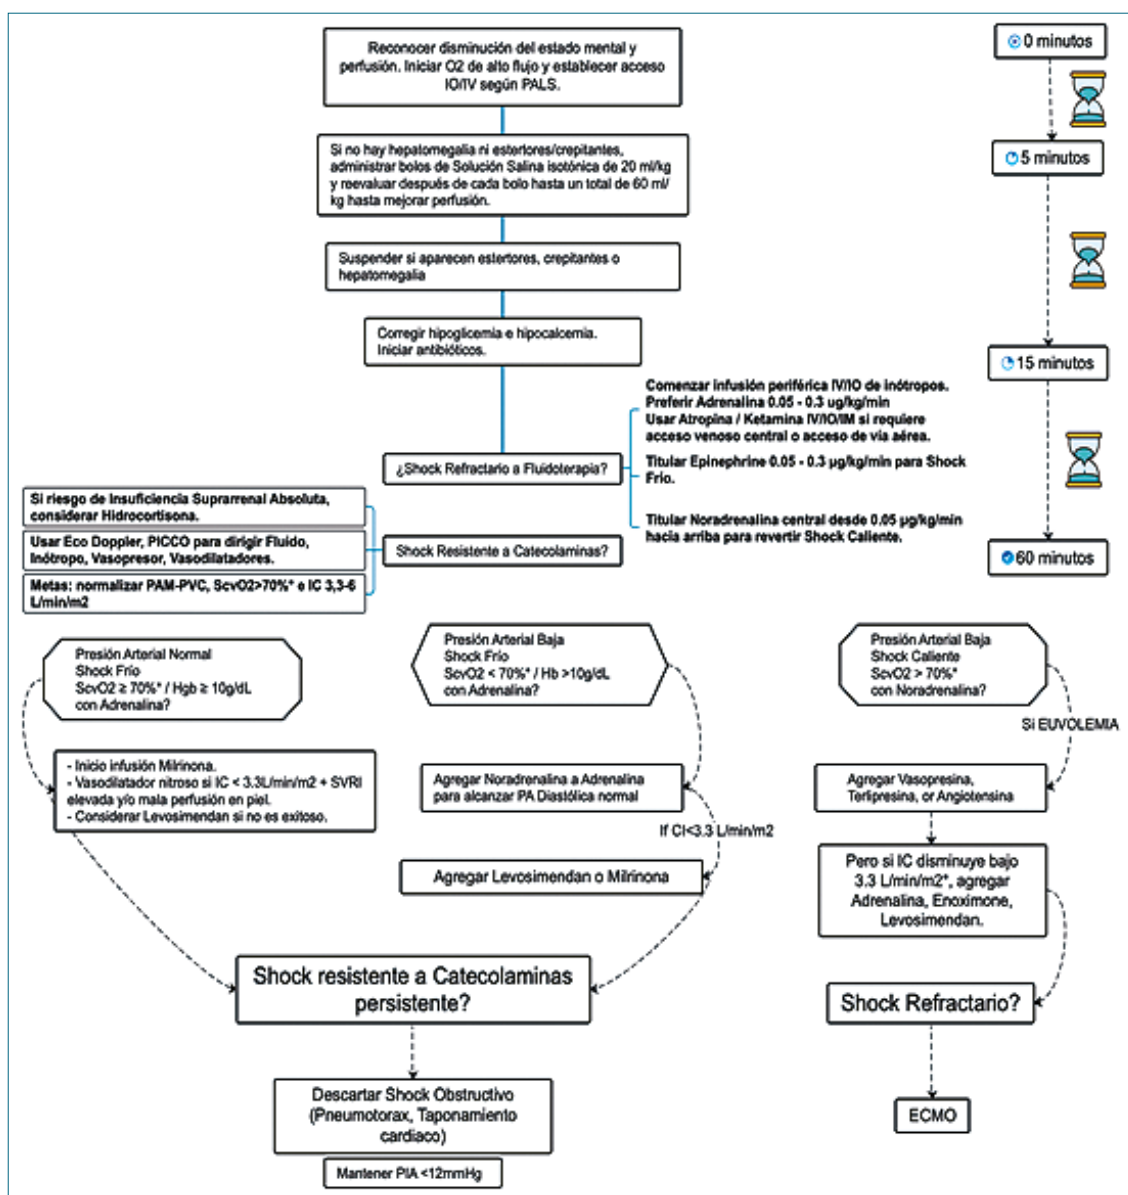 Reconocer disminución del estado mental y
perfusión. Iniciar O2 de alto flujo y establecer acceso
IO/IV según PALS.
0 minutos
Si no hay hepatomegalia ni estertores/crepitantes,
administrar bolos de Solución Salina isotónica de 20 ml/kg
y reevaluar después de cada bolo hasta un total de 60 ml/
kg hasta mejorar perfusión.
5 minutos
Suspender si aparecen estertores, crepitantes o
hepatomegalia
Corregir hipoglicemia e hipocalcemia.
Iniciar antibióticos.
15 minutos
¿Shock Refractario a Fluidoterapia?
Comenzar infusión periférica IV/IO de inótropos.
Preferir Adrenalina 0.05 - 0.3 ug/kg/min
Usar Atropina / Ketamina IV/IO/IM si requiere
acceso venoso central o acceso de vía aérea.
Titular Epinephrine 0.05 - 0.3 µg/kg/min para Shock
Frío.
Titular Noradrenalina central desde 0.05 µg/kg/min
hacia arriba para revertir Shock Caliente.
60 minutos
Shock Resistente a Catecolaminas?
Si riesgo de Insuficiencia Suprarrenal Absoluta,
considerar Hidrocortisona.
Usar Eco Doppler, PICCO para dirigir Fluido,
Inótropo, Vasopresor, Vasodilatadores.
Metas: normalizar PAM-PVC, ScvO2>70%* e IC 3,3-6
L/min/m2
Presión Arterial Normal
Shock Frío
ScvO2 ≥ 70%* / Hgb ≥ 10g/dL
con Adrenalina?
Presión Arterial Baja
Shock Frío
ScvO2 < 70%* / Hb >10g/dL
con Adrenalina?
Presión Arterial Baja
Shock Caliente
ScvO2 > 70%*
con Noradrenalina?
Si EUVOLEMIA
- Inicio infusión Milrinona.
- Vasodilatador nitroso si IC < 3.3L/min/m2 + SVRI
elevada y/o mala perfusión en piel.
- Considerar Levosimendan si no es exitoso.
Agregar Noradrenalina a Adrenalina
para alcanzar PA Diastólica normal
If CI<3.3 L/min/m2
Agregar Levosimendan o Milrinona
Agregar Vasopresina,
Terlipresina, or Angiotensina
Pero si IC disminuye bajo
3.3 L/min/m2*, agregar
Adrenalina, Enoximone,
Levosimendan.
Shock resistente a Catecolaminas
persistente?
Shock Refractario?
Descartar Shock Obstructivo
(Pneumotorax, Taponamiento
cardiaco)
Mantener PIA <12mmHg
ECMO